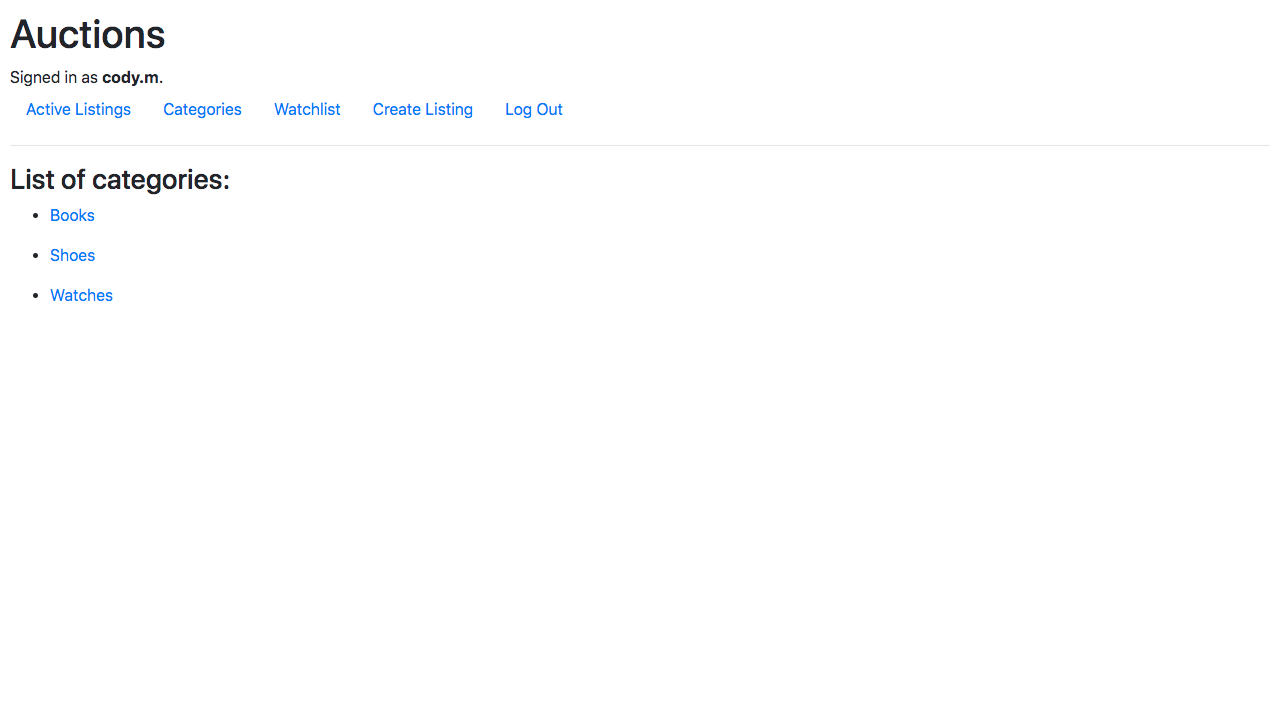 Auctions
Signed in as cody.m.
Active Listings Categories Watchlist Create Listing Log Out
List of categories:
Books
Shoes
Watches